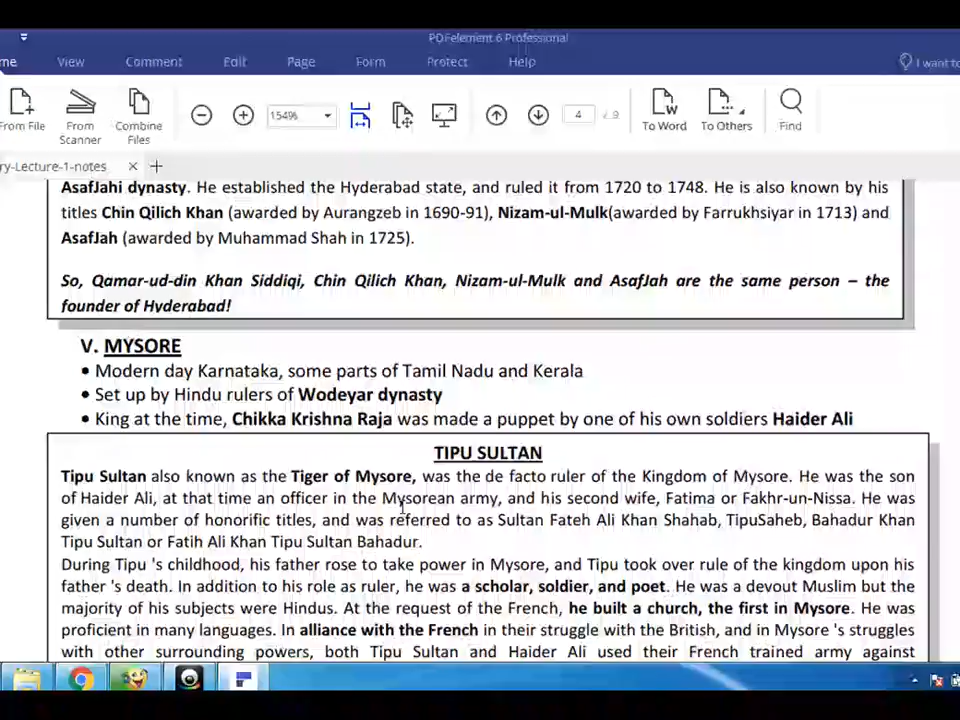 PDFelement 6 Professional
me View Comment Edit Page Form Protect Help I want to
From File From Scanner Combine Files 154% 4 / 9 To Word To Others Find
ry-Lecture-1-notes
AsafJahi dynasty. He established the Hyderabad state, and ruled it from 1720 to 1748. He is also known by his
titles Chin Qilich Khan (awarded by Aurangzeb in 1690-91), Nizam-ul-Mulk(awarded by Farrukhsiyar in 1713) and
AsafJah (awarded by Muhammad Shah in 1725).
So, Qamar-ud-din Khan Siddiqi, Chin Qilich Khan, Nizam-ul-Mulk and AsafJah are the same person – the
founder of Hyderabad!
V. MYSORE
• Modern day Karnataka, some parts of Tamil Nadu and Kerala
• Set up by Hindu rulers of Wodeyar dynasty
• King at the time, Chikka Krishna Raja was made a puppet by one of his own soldiers Haider Ali
TIPU SULTAN
Tipu Sultan also known as the Tiger of Mysore, was the de facto ruler of the Kingdom of Mysore. He was the son
of Haider Ali, at that time an officer in the Mysorean army, and his second wife, Fatima or Fakhr-un-Nissa. He was
given a number of honorific titles, and was referred to as Sultan Fateh Ali Khan Shahab, TipuSaheb, Bahadur Khan
Tipu Sultan or Fatih Ali Khan Tipu Sultan Bahadur.
During Tipu 's childhood, his father rose to take power in Mysore, and Tipu took over rule of the kingdom upon his
father 's death. In addition to his role as ruler, he was a scholar, soldier, and poet. He was a devout Muslim but the
majority of his subjects were Hindus. At the request of the French, he built a church, the first in Mysore. He was
proficient in many languages. In alliance with the French in their struggle with the British, and in Mysore 's struggles
with other surrounding powers, both Tipu Sultan and Haider Ali used their French trained army against